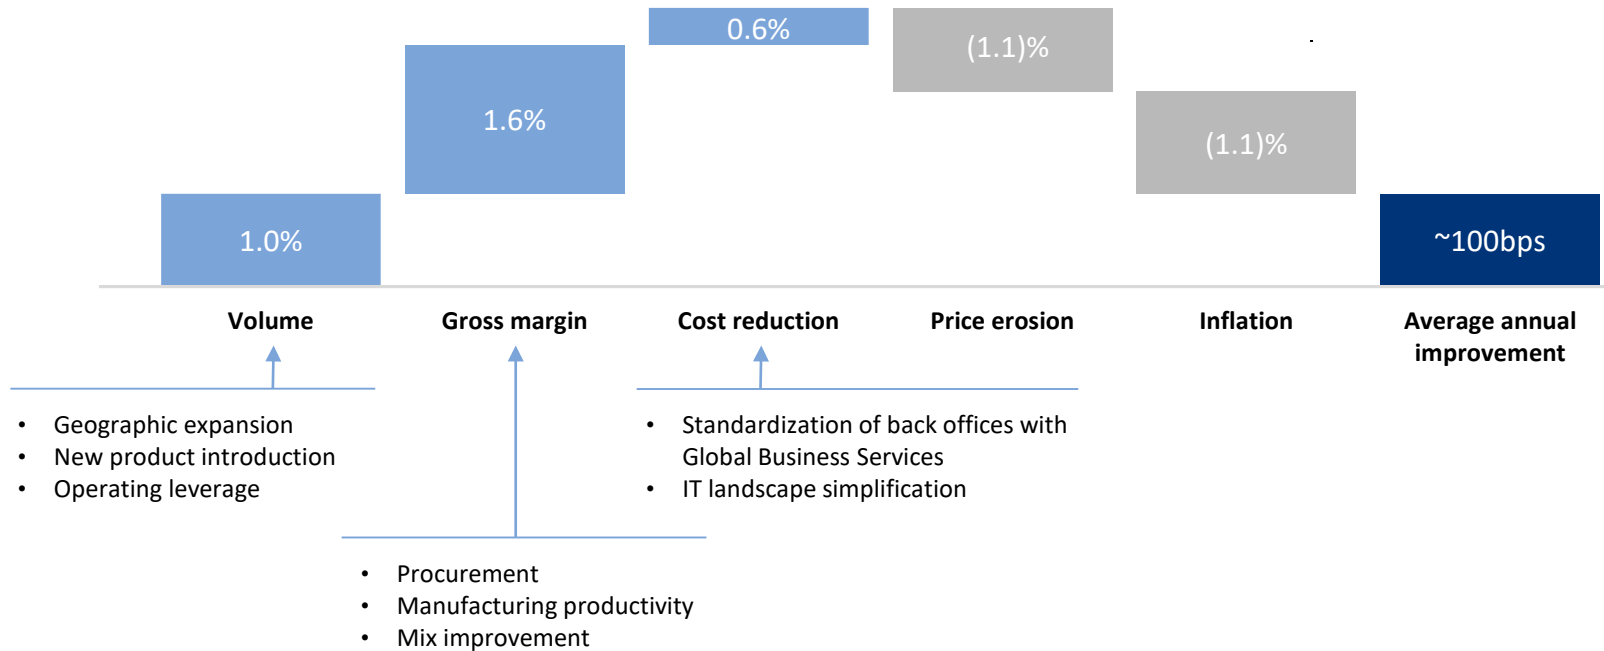 0.6%
(1.1)%
1.6%
(1.1)%
1.0%
~100bps
Volume
Gross margin
Cost reduction
Price erosion
Inflation
Average annual
improvement
• Geographic expansion
• New product introduction
• Operating leverage
• Standardization of back offices with
Global Business Services
• IT landscape simplification
• Procurement
• Manufacturing productivity
• Mix improvement